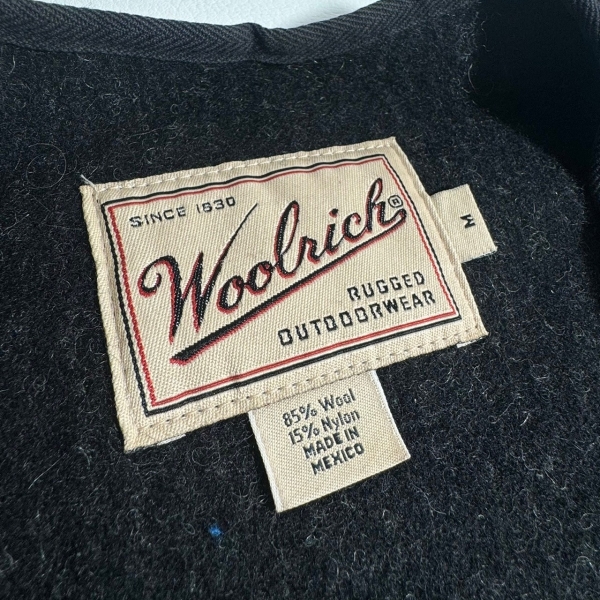 SINCE 1830
Woolrich®
RUGGED
OUTDOORWEAR
M
85% Wool
15% Nylon
MADE IN
MEXICO